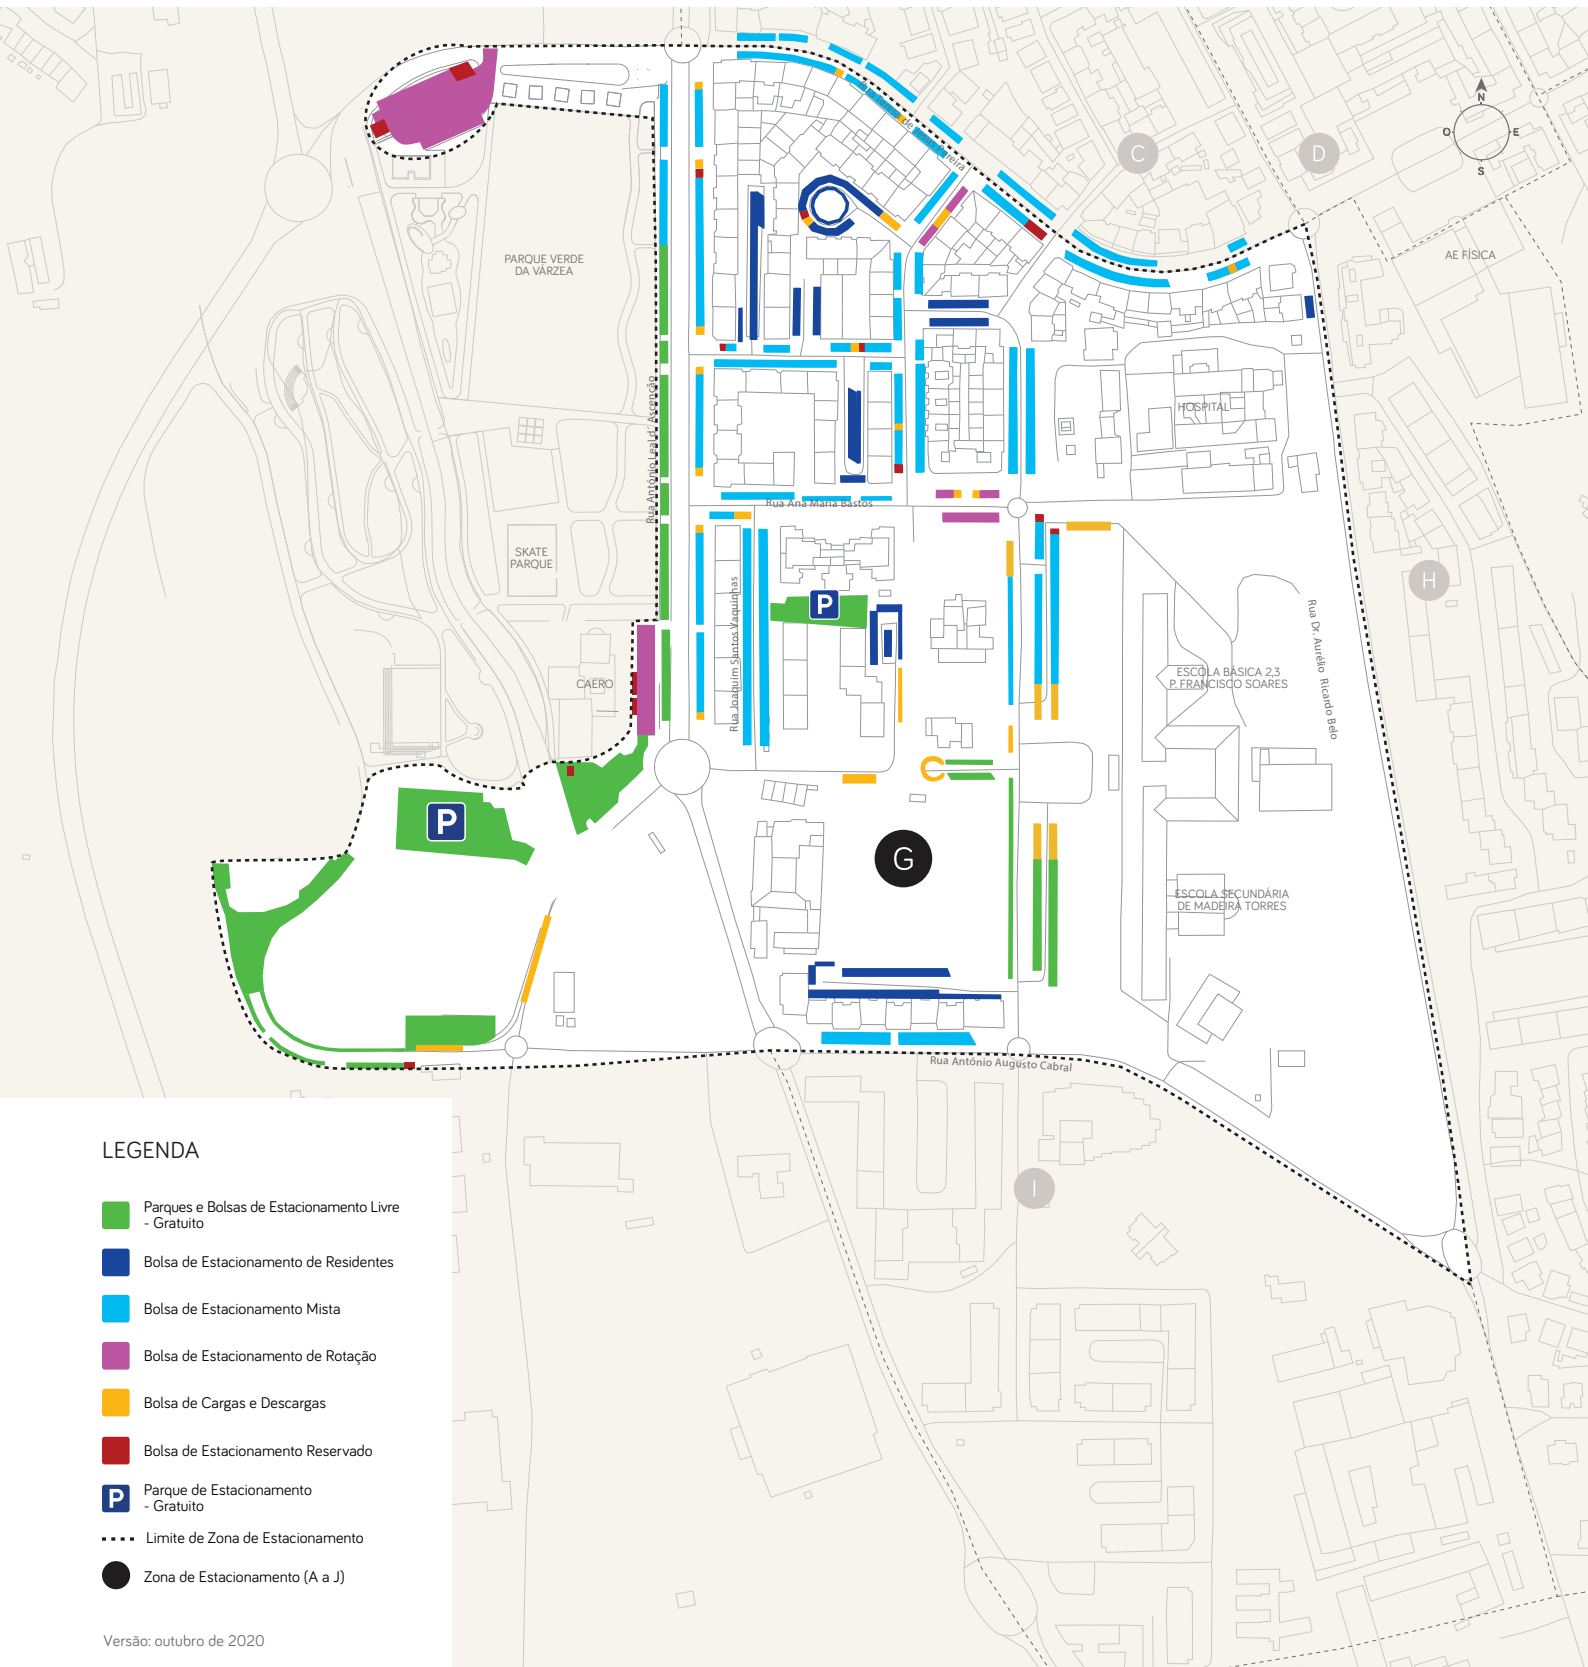 N
O
E
S
C
D
AE FÍSICA
PARQUE VERDE
DA VÁRZEA
Rua António Leal d' Ascenção
HOSPITAL
Rua Ana Maria Bastos
SKATE
PARQUE
H
P
Rua Joaquim Santos Vaquinhas
Rua Dr. Aurélio Ricardo Belo
CAERO
ESCOLA BÁSICA 2,3
P. FRANCISCO SOARES
P
G
ESCOLA SECUNDÁRIA
DE MADEIRA TORRES
Rua António Augusto Cabral
I
LEGENDA
Parques e Bolsas de Estacionamento Livre
- Gratuito
Bolsa de Estacionamento de Residentes
Bolsa de Estacionamento Mista
Bolsa de Estacionamento de Rotação
Bolsa de Cargas e Descargas
Bolsa de Estacionamento Reservado
P
Parque de Estacionamento
- Gratuito
Limite de Zona de Estacionamento
Zona de Estacionamento (A a J)
Versão: outubro de 2020